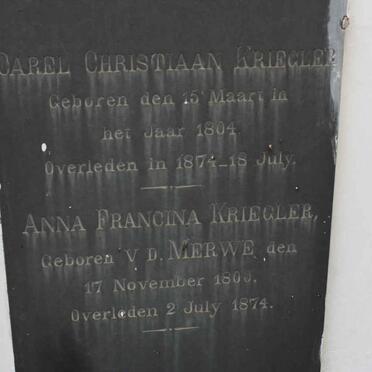 CAREL CHRISTIAAN KRIEGLER
Geboren den 15e Maart in
het Jaar 1804.
Overleden in 1874-18 July.
ANNA FRANCINA KRIEGLER,
Geboren V D. MERWE den
17 November
Overleden 2 July 1874.